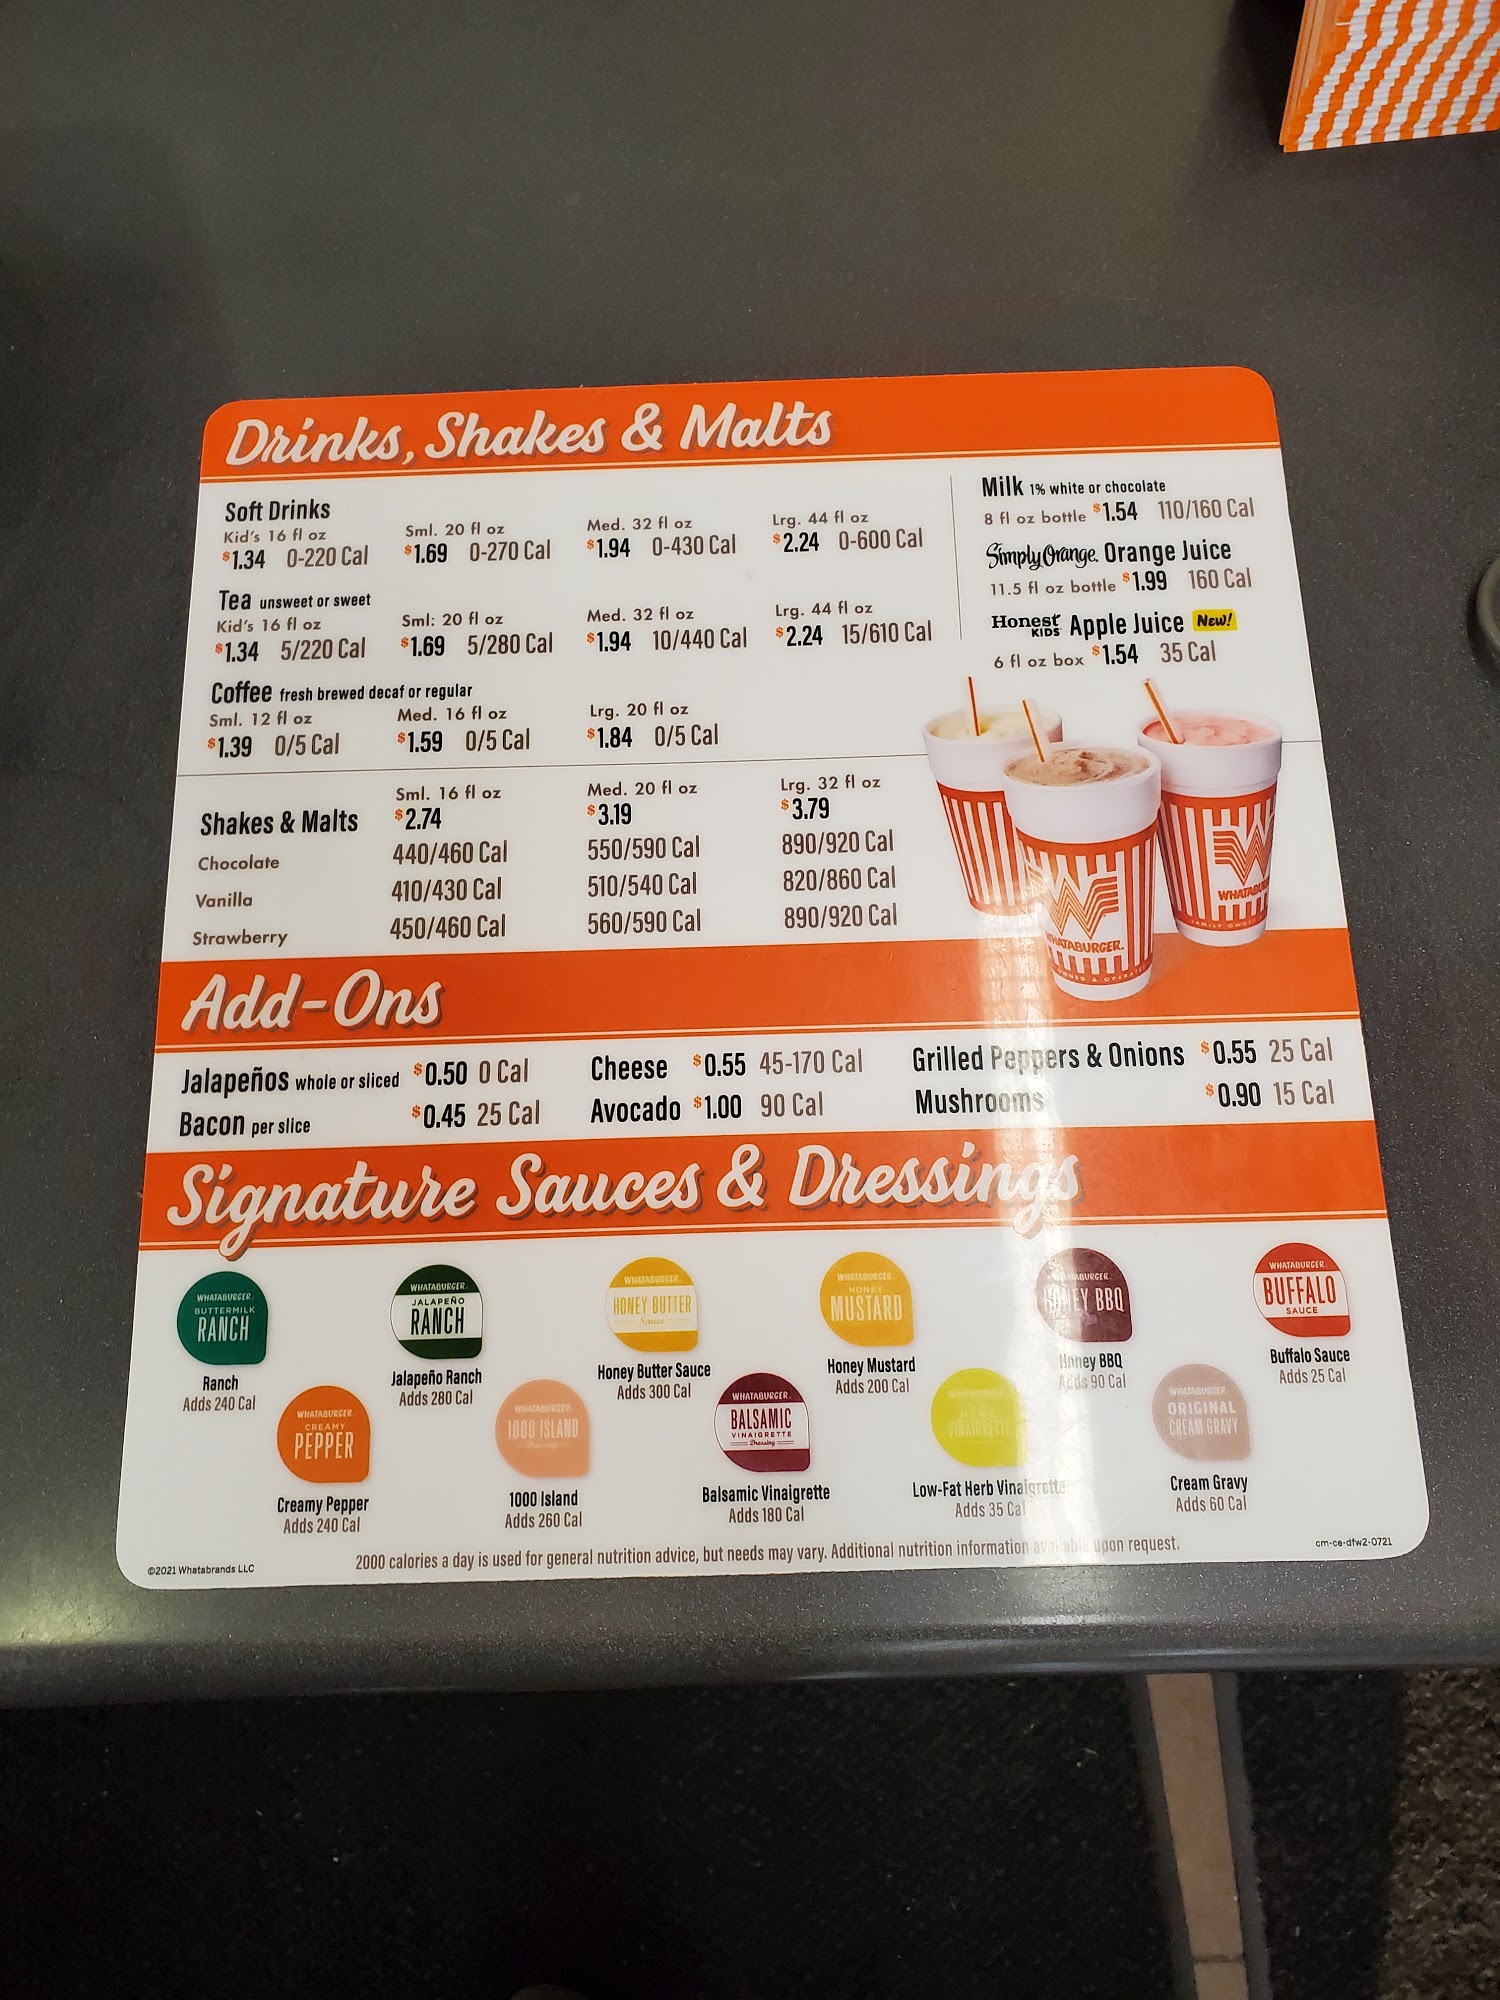 Drinks, Shakes & Malts
Soft Drinks
Kid's 16 fl oz Sml. 20 fl oz Med. 32 fl oz Lrg. 44 fl oz
$1.34 0-220 Cal $1.69 0-270 Cal $1.94 0-430 Cal $2.24 0-600 Cal
Tea unsweet or sweet
Kid's 16 fl oz Sml: 20 fl oz Med. 32 fl oz Lrg. 44 fl oz
$1.34 5/220 Cal $1.69 5/280 Cal $1.94 10/440 Cal $2.24 15/610 Cal
Coffee fresh brewed decaf or regular
Sml. 12 fl oz Med. 16 fl oz Lrg. 20 fl oz
$1.39 0/5 Cal $1.59 0/5 Cal $1.84 0/5 Cal
Milk 1% white or chocolate
8 fl oz bottle $1.54 110/160 Cal
Simply Orange. Orange Juice
11.5 fl oz bottle $1.99 160 Cal
Honest KIDS Apple Juice New!
6 fl oz box $1.54 35 Cal
Sml. 16 fl oz Med. 20 fl oz Lrg. 32 fl oz
Shakes & Malts $2.74 $3.19 $3.79
Chocolate 440/460 Cal 550/590 Cal 890/920 Cal
Vanilla 410/430 Cal 510/540 Cal 820/860 Cal
Strawberry 450/460 Cal 560/590 Cal 890/920 Cal
WHATABURGER.
Add-Ons
Jalapeños whole or sliced $0.50 0 Cal Cheese $0.55 45-170 Cal Grilled Peppers & Onions $0.55 25 Cal
Bacon per slice $0.45 25 Cal Avocado $1.00 90 Cal Mushrooms $0.90 15 Cal
Signature Sauces & Dressings
WHATABURGER.
BUTTERMILK
RANCH
Ranch
Adds 240 Cal
WHATABURGER.
JALAPEÑO
RANCH
Jalapeño Ranch
Adds 280 Cal
WHATABURGER.
HONEY BUTTER
Sauce
Honey Butter Sauce
Adds 300 Cal
WHATABURGER.
HONEY
MUSTARD
Honey Mustard
Adds 200 Cal
WHATABURGER.
HONEY BBQ
Honey BBQ
Adds 90 Cal
WHATABURGER.
BUFFALO
SAUCE
Buffalo Sauce
Adds 25 Cal
WHATABURGER
CREAMY
PEPPER
Creamy Pepper
Adds 240 Cal
WHATABURGER.
1000 ISLAND
Dressing
1000 Island
Adds 260 Cal
WHATABURGER.
BALSAMIC
VINAIGRETTE
Dressing
Balsamic Vinaigrette
Adds 180 Cal
HERB
VINAIGRETTE
Low-Fat Herb Vinaigrette
Adds 35 Cal
WHATABURGER.
ORIGINAL
CREAM GRAVY
Cream Gravy
Adds 60 Cal
©2021 Whatabrands LLC
2000 calories a day is used for general nutrition advice, but needs may vary. Additional nutrition information available upon request.
cm-ce-dfw2-0721